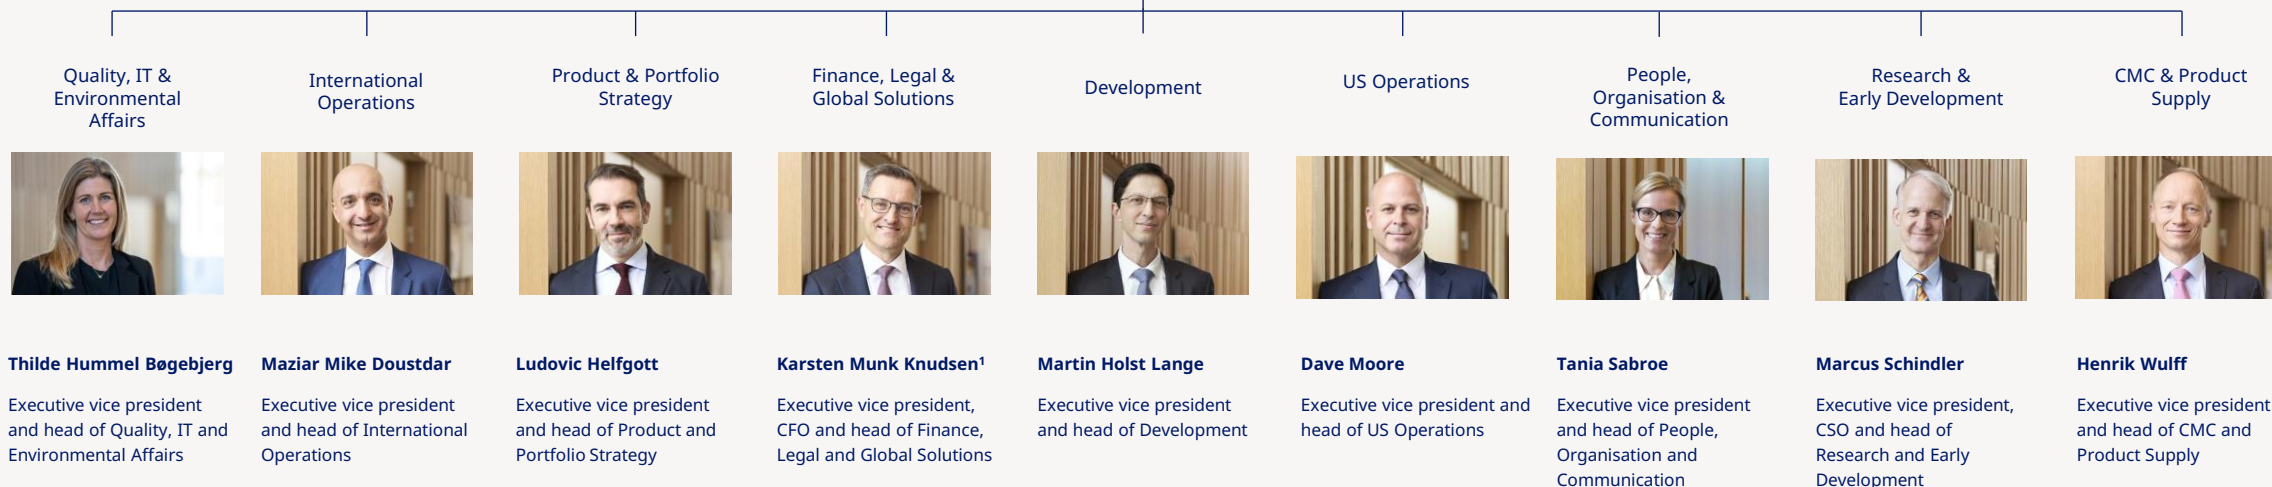 Quality, IT &
Environmental
Affairs
International
Operations
Product & Portfolio
Strategy
Finance, Legal &
Global Solutions
Development
US Operations
People,
Organisation &
Communication
Research &
Early Development
CMC & Product
Supply
Thilde Hummel Bøgebjerg
Executive vice president
and head of Quality, IT and
Environmental Affairs
Maziar Mike Doustdar
Executive vice president
and head of International
Operations
Ludovic Helfgott
Executive vice president
and head of Product and
Portfolio Strategy
Karsten Munk Knudsen¹
Executive vice president,
CFO and head of Finance,
Legal and Global Solutions
Martin Holst Lange
Executive vice president
and head of Development
Dave Moore
Executive vice president and
head of US Operations
Tania Sabroe
Executive vice president
and head of People,
Organisation and
Communication
Marcus Schindler
Executive vice president,
CSO and head of
Research and Early
Development
Henrik Wulff
Executive vice president
and head of CMC and
Product Supply